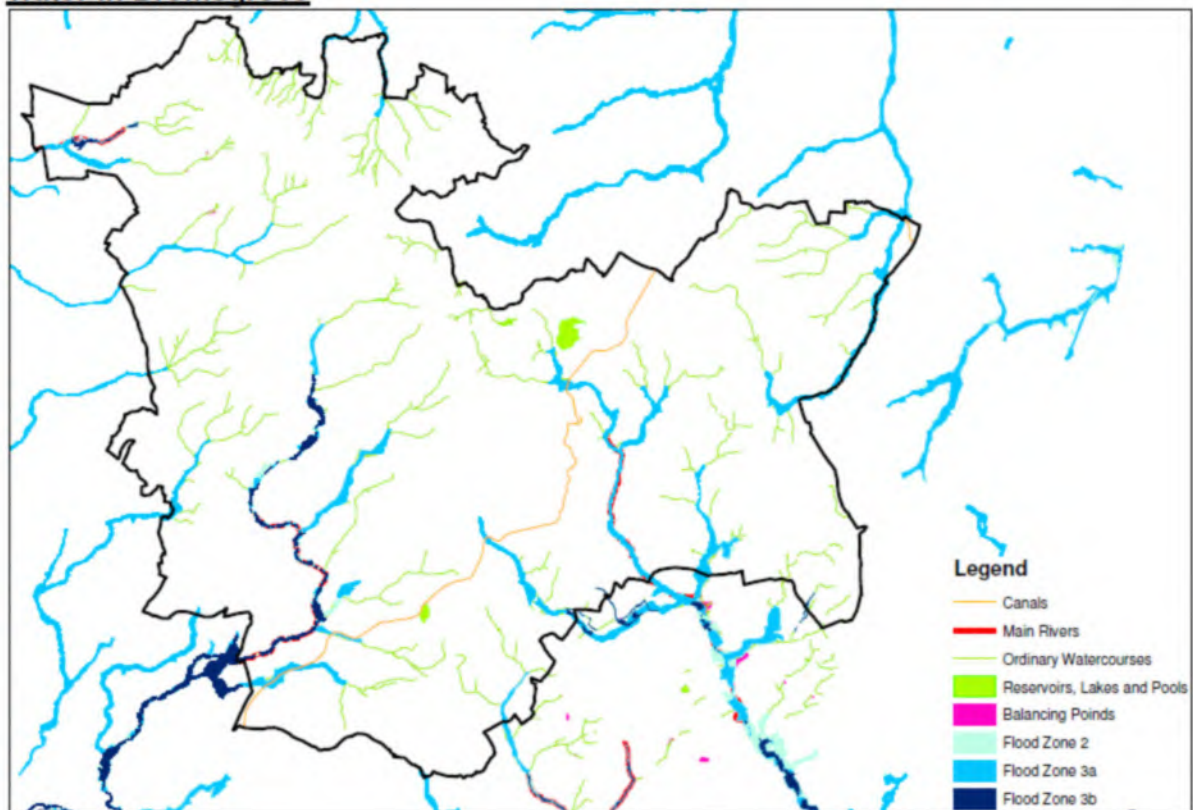 Legend
Canals
Main Rivers
Ordinary Watercourses
Reservoirs, Lakes and Pools
Balancing Poinds
Flood Zone 2
Flood Zone 3a
Flood Zone 3b